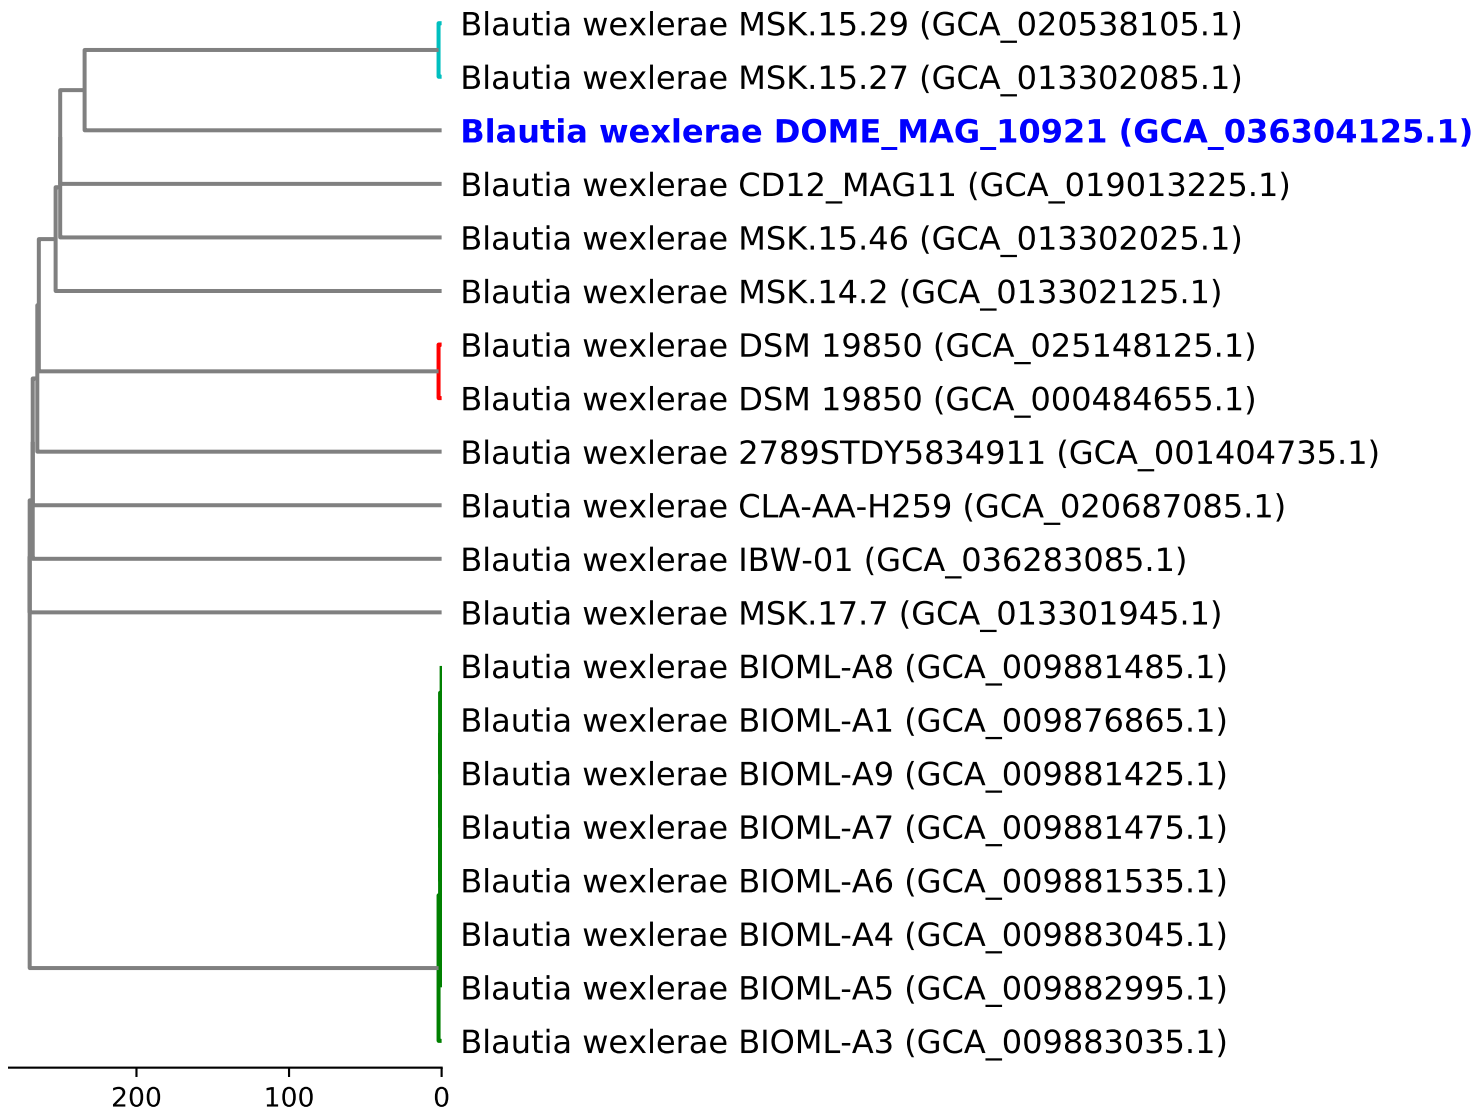 Blautia wexlerae MSK.15.29 (GCA_020538105.1)
Blautia wexlerae MSK.15.27 (GCA_013302085.1)
Blautia wexlerae DOME_MAG_10921 (GCA_036304125.1)
Blautia wexlerae CD12_MAG11 (GCA_019013225.1)
Blautia wexlerae MSK.15.46 (GCA_013302025.1)
Blautia wexlerae MSK.14.2 (GCA_013302125.1)
Blautia wexlerae DSM 19850 (GCA_025148125.1)
Blautia wexlerae DSM 19850 (GCA_000484655.1)
Blautia wexlerae 2789STDY5834911 (GCA_001404735.1)
Blautia wexlerae CLA-AA-H259 (GCA_020687085.1)
Blautia wexlerae IBW-01 (GCA_036283085.1)
Blautia wexlerae MSK.17.7 (GCA_013301945.1)
Blautia wexlerae BIOML-A8 (GCA_009881485.1)
Blautia wexlerae BIOML-A1 (GCA_009876865.1)
Blautia wexlerae BIOML-A9 (GCA_009881425.1)
Blautia wexlerae BIOML-A7 (GCA_009881475.1)
Blautia wexlerae BIOML-A6 (GCA_009881535.1)
Blautia wexlerae BIOML-A4 (GCA_009883045.1)
Blautia wexlerae BIOML-A5 (GCA_009882995.1)
Blautia wexlerae BIOML-A3 (GCA_009883035.1)
200 100 0